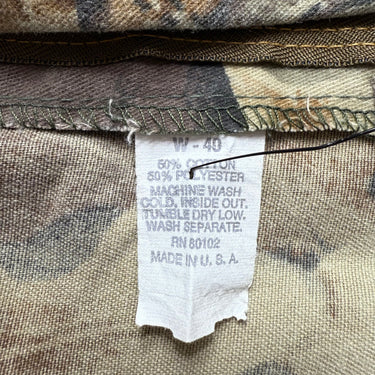 W - 40
50% COTTON
50% POLYESTER
MACHINE WASH
COLD, INSIDE OUT.
TUMBLE DRY LOW.
WASH SEPARATE.
RN 80102
MADE IN U. S. A.